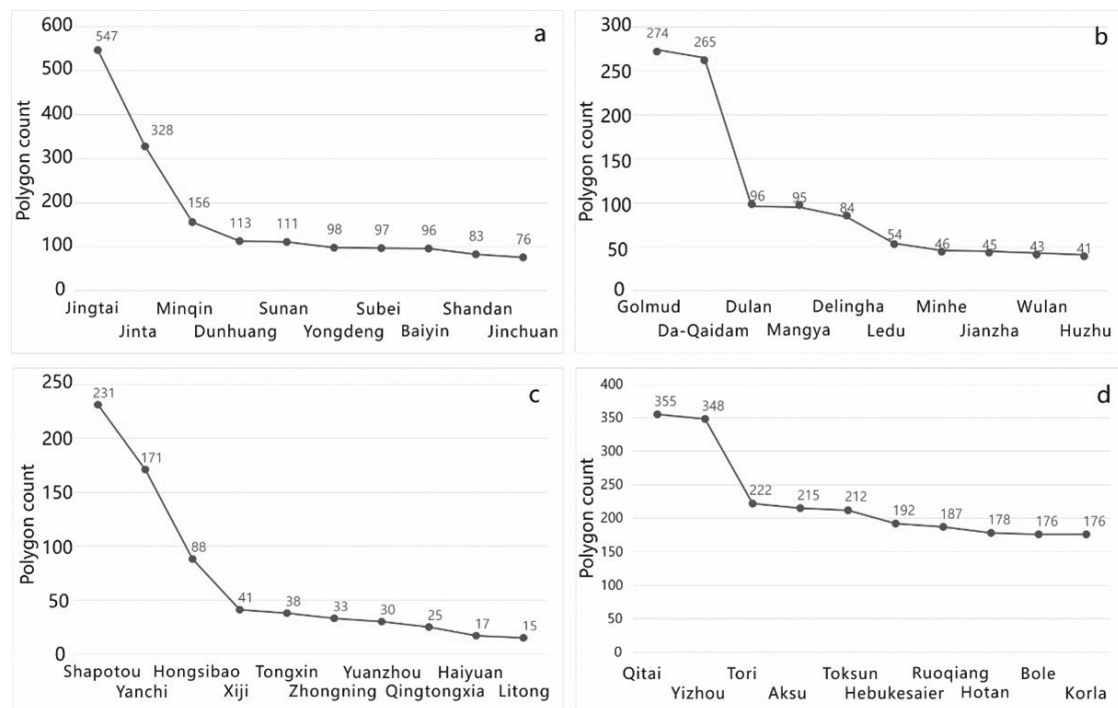 a
Polygon count
600
500
400
300
200
100
0
547
328
156
113
111
98
97
96
83
76
Jingtai
Minqin
Sunan
Subei
Shandan
Jinta
Dunhuang
Yongdeng
Baiyin
Jinchuan
b
Polygon count
300
250
200
150
100
50
0
274
265
96
95
84
54
46
45
43
41
Golmud
Dulan
Delingha
Minhe
Wulan
Da-Qaidam
Mangya
Ledu
Jianzha
Huzhu
c
Polygon count
250
200
150
100
50
0
231
171
88
41
38
33
30
25
17
15
Shapotou
Hongsibao
Tongxin
Yuanzhou
Haiyuan
Yanchi
Xiji
Zhongning
Qingtongxia
Litong
d
Polygon count
400
350
300
250
200
150
100
50
0
355
348
222
215
212
192
187
178
176
176
Qitai
Tori
Toksun
Ruoqiang
Bole
Yizhou
Aksu
Hebukesaier
Hotan
Korla